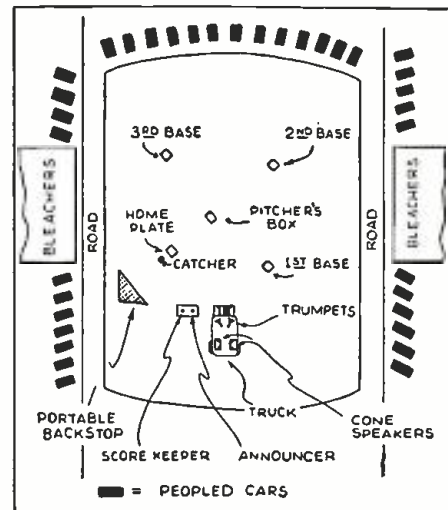 3RD BASE
2ND BASE
BLEACHERS
ROAD
PITCHER'S
BOX
HOME
PLATE
CATCHER
1ST BASE
ROAD
BLEACHERS
TRUMPETS
PORTABLE
BACKSTOP
TRUCK
CONE
SPEAKERS
SCORE KEEPER
ANNOUNCER
= PEOPLED CARS